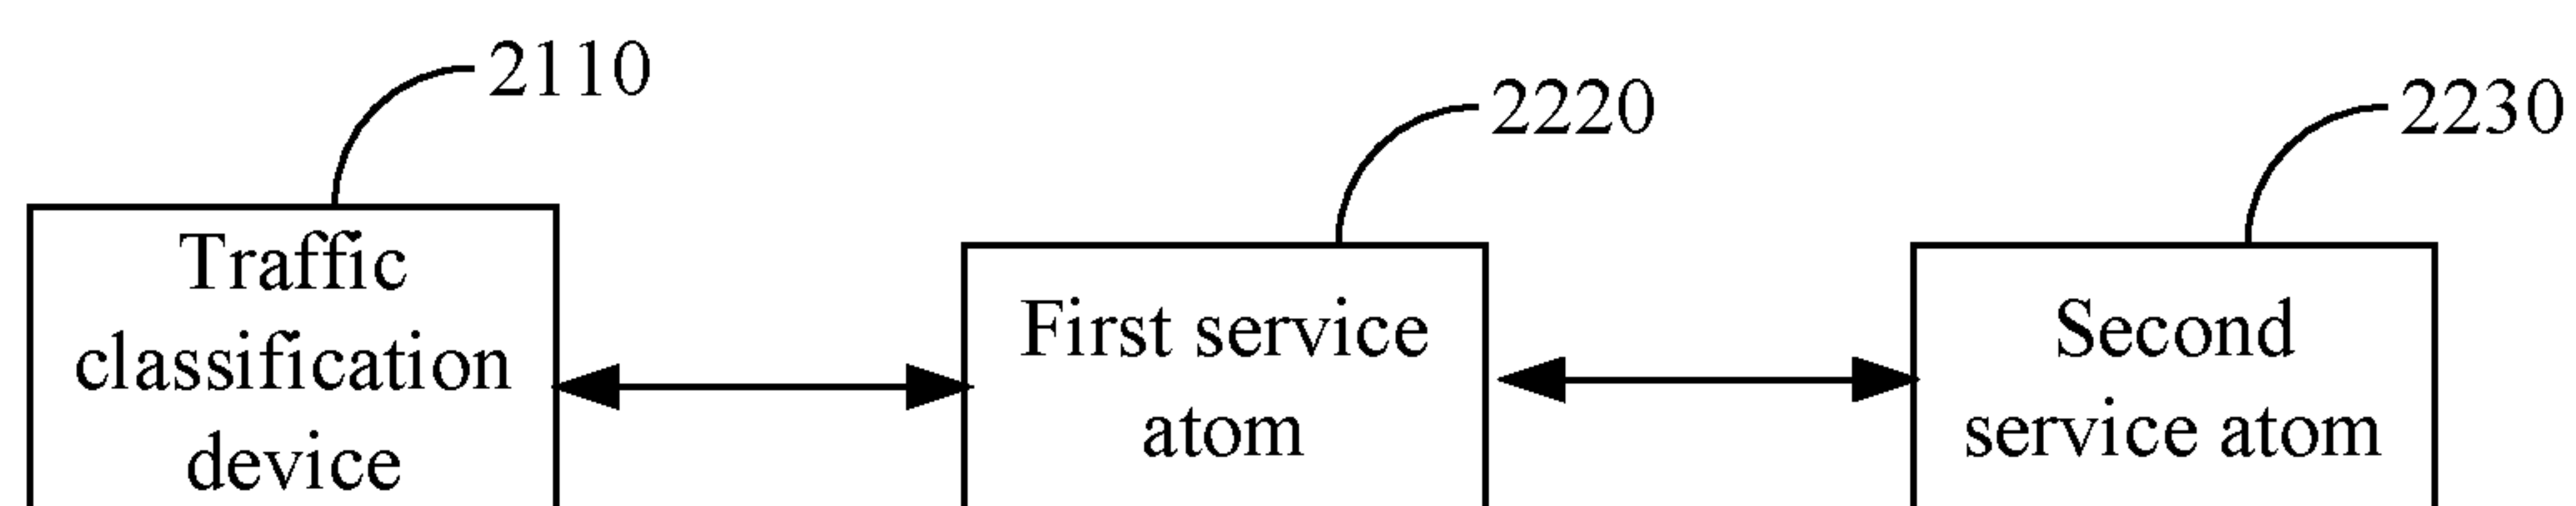 2110
2220
2230
Traffic
classification
device
First service
atom
Second
service atom